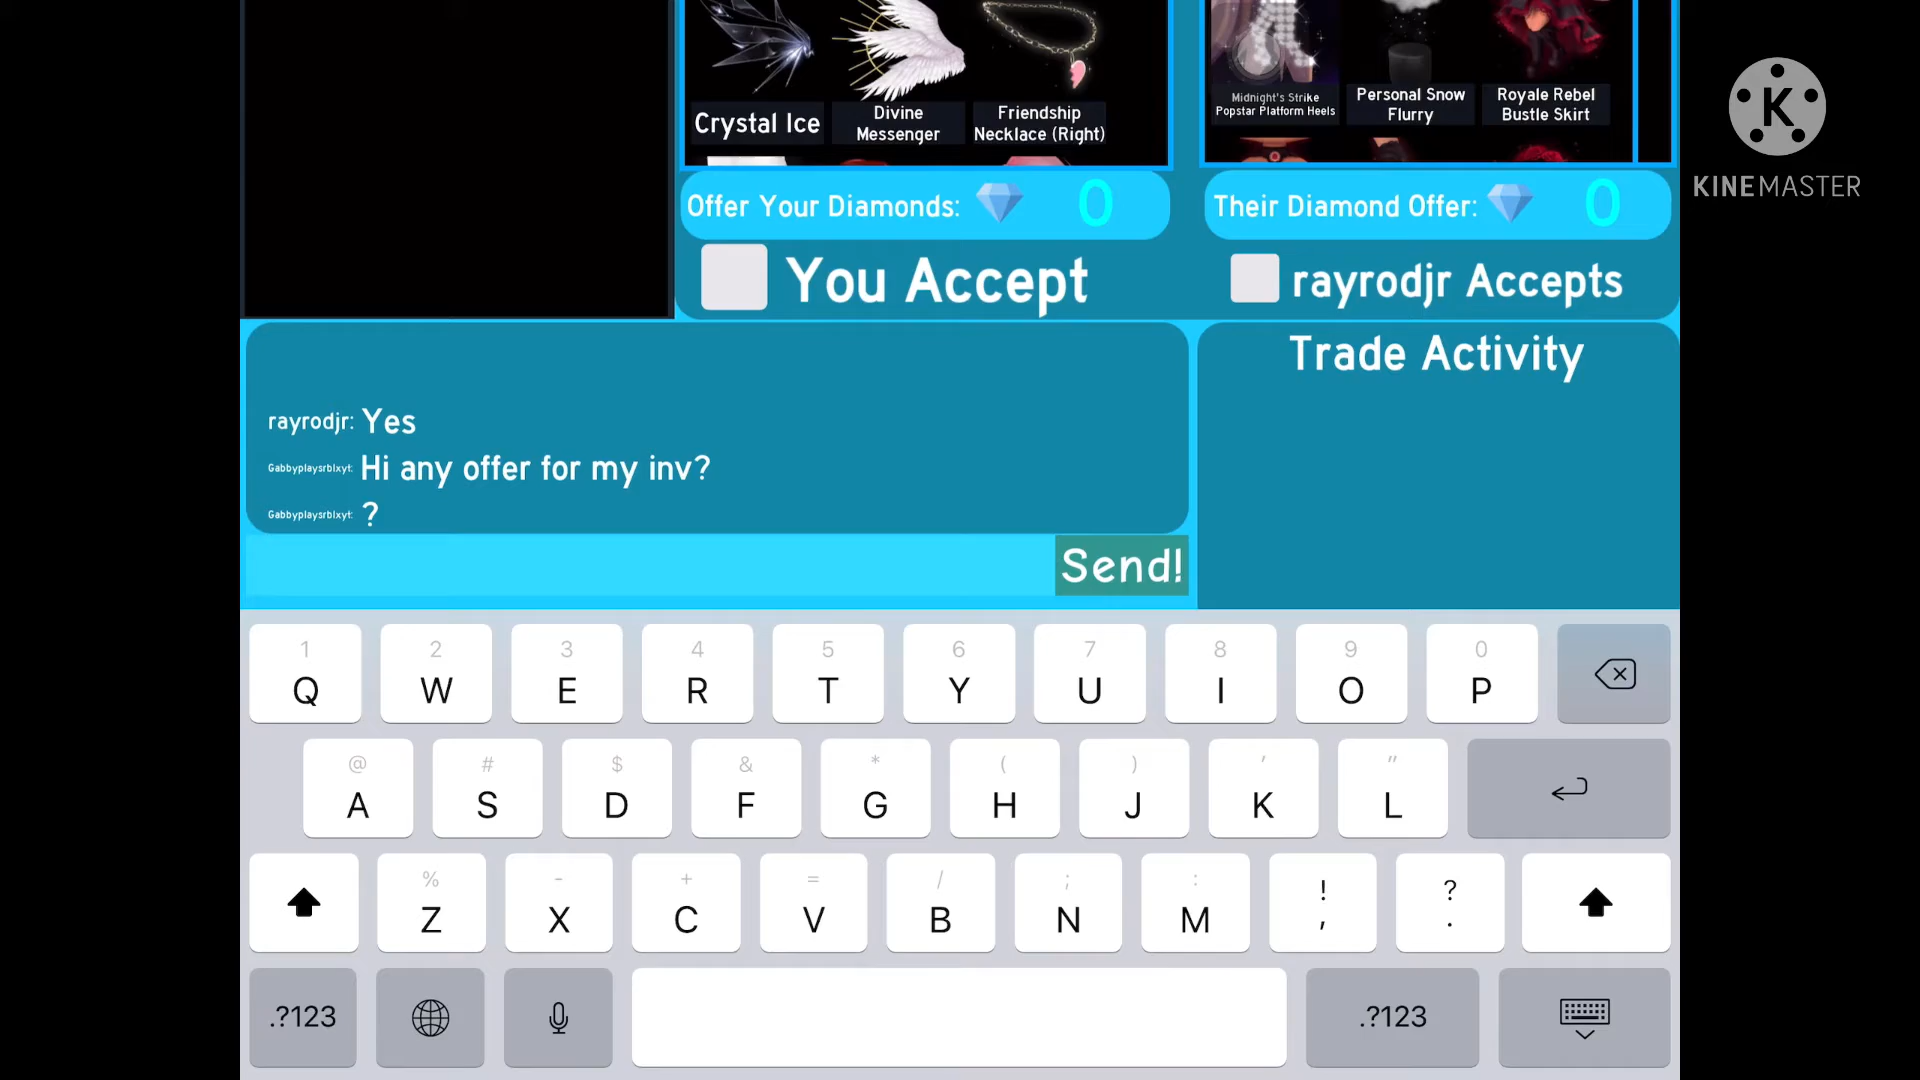 Crystal Ice
Divine
Messenger
Friendship
Necklace (Right)
Midnight's Strike
Popstar Platform Heels
Personal Snow
Flurry
Royale Rebel
Bustle Skirt
KINEMASTER
Offer Your Diamonds: 0
Their Diamond Offer: 0
You Accept
rayrodjr Accepts
Trade Activity
rayrodjr: Yes
Gabbyplaysrblxyt: Hi any offer for my inv?
Gabbyplaysrblxyt: ?
Send!
1 2 3 4 5 6 7 8 9 0
Q W E R T Y U I O P
@ # $ & * ( ) ' "
A S D F G H J K L
% - + = / ; : ! ?
Z X C V B N M , .
.?123 .?123